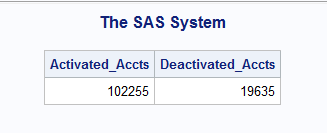 The SAS System
Activated_Accts Deactivated_Accts
102255 19635